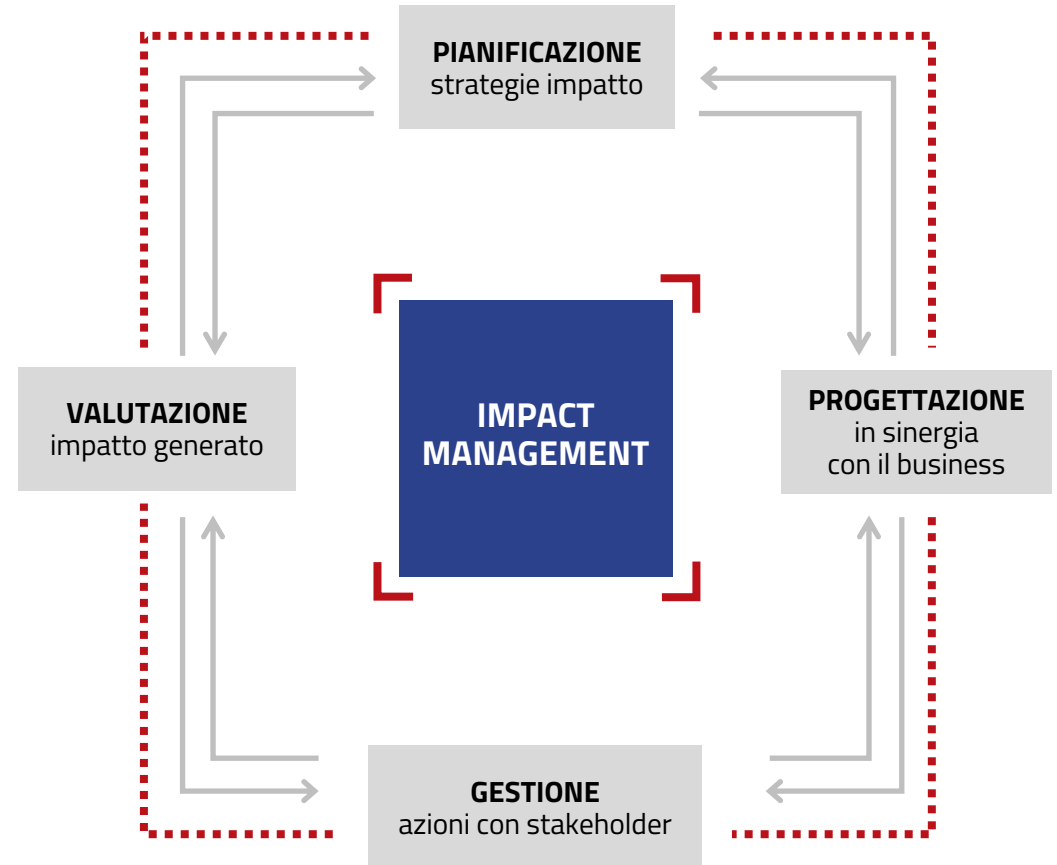 PIANIFICAZIONE
strategie impatto
VALUTAZIONE
impatto generato
IMPACT
MANAGEMENT
PROGETTAZIONE
in sinergia
con il business
GESTIONE
azioni con stakeholder